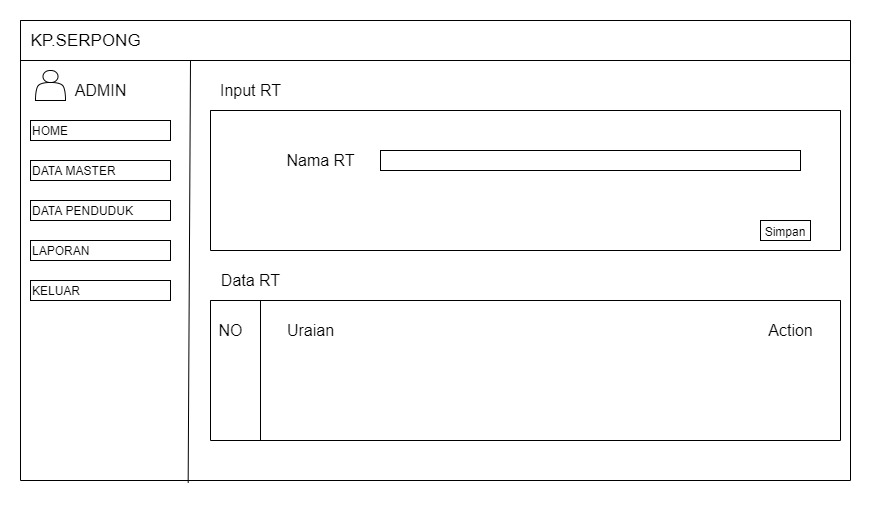 KP.SERPONG
ADMIN
HOME
DATA MASTER
DATA PENDUDUK
LAPORAN
KELUAR
Input RT
Nama RT
Simpan
Data RT
NO Uraian Action